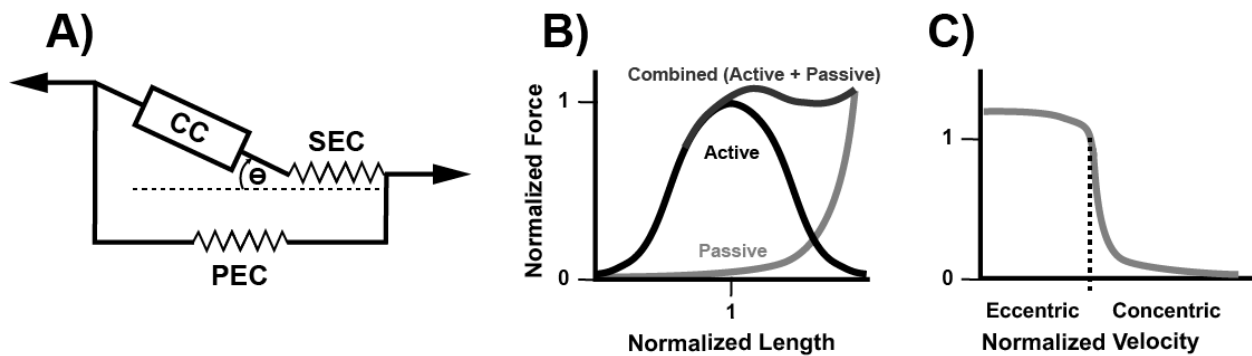 A)
CC
SEC
Θ
PEC
B)
Combined (Active + Passive)
1
Active
Passive
0
1
Normalized Force
Normalized Length
C)
1
0
Eccentric Concentric
Normalized Velocity